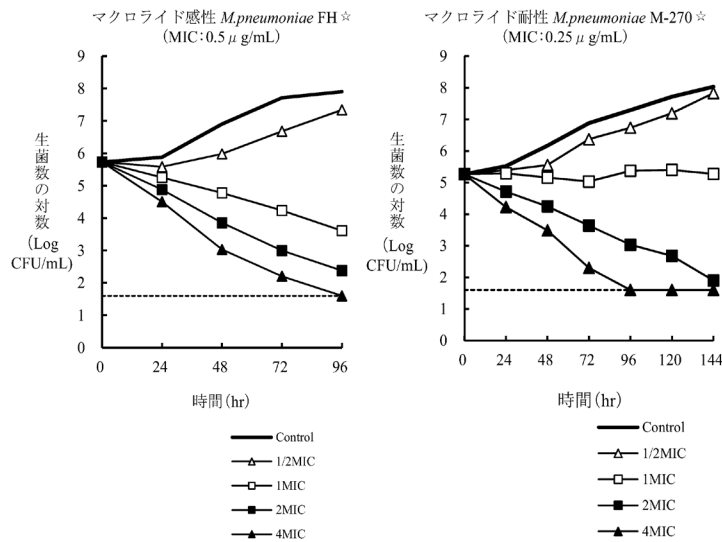 マクロライド感性 M.pneumoniae FH☆
(MIC:0.5μg/mL)
9
8
7
6
5
4
3
2
1
0
生菌数の対数
(Log
CFU/mL)
0 24 48 72 96
時間(hr)
Control
1/2MIC
1MIC
2MIC
4MIC
マクロライド耐性 M.pneumoniae M-270☆
(MIC:0.25μg/mL)
9
8
7
6
5
4
3
2
1
0
生菌数の対数
(Log
CFU/mL)
0 24 48 72 96 120 144
時間(hr)
Control
1/2MIC
1MIC
2MIC
4MIC